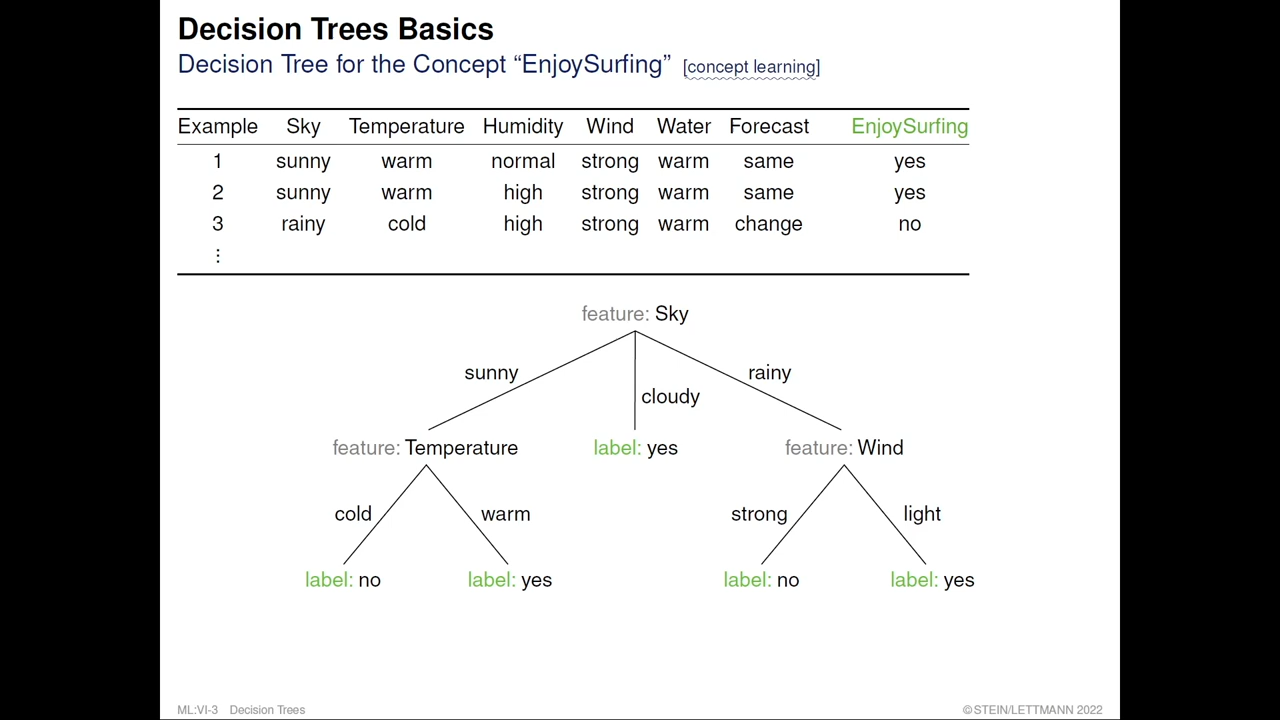 Decision Trees Basics
Decision Tree for the Concept “EnjoySurfing” [concept learning]
Example Sky Temperature Humidity Wind Water Forecast EnjoySurfing
1 sunny warm normal strong warm same yes
2 sunny warm high strong warm same yes
3 rainy cold high strong warm change no
⋮
feature: Sky
sunny cloudy rainy
feature: Temperature label: yes feature: Wind
cold warm strong light
label: no label: yes label: no label: yes
ML:VI-3 Decision Trees ©STEIN/LETTMANN 2022